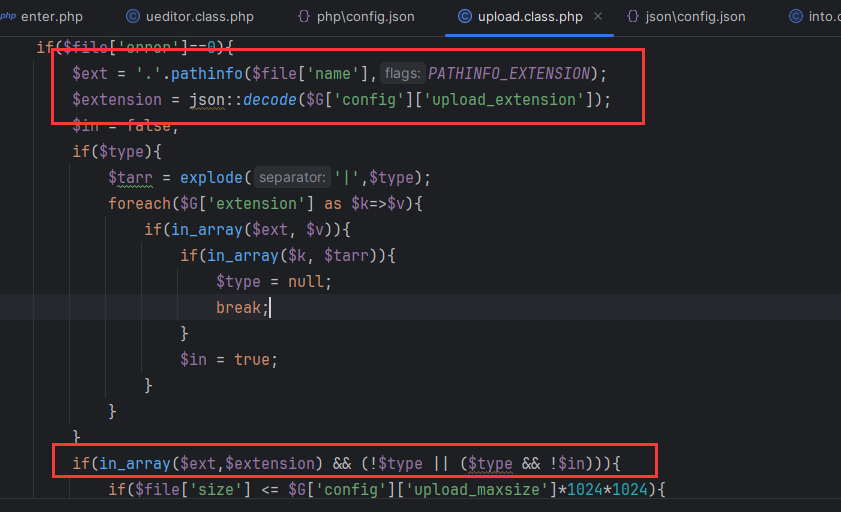 php enter.php
C ueditor.class.php
{} php\config.json
C upload.class.php ×
{} json\config.json
C into.c
if($file['error']==0){
$ext = '.'.pathinfo($file['name'], flags: PATHINFO_EXTENSION);
$extension = json::decode($G['config']['upload_extension']);
$in = false;
if($type){
$tarr = explode( separator: '|',$type);
foreach($G['extension'] as $k=>$v){
if(in_array($ext, $v)){
if(in_array($k, $tarr)){
$type = null;
break;
}
$in = true;
}
}
}
if(in_array($ext,$extension) && (!$type || ($type && !$in))){
if($file['size'] <= $G['config']['upload_maxsize']*1024*1024){